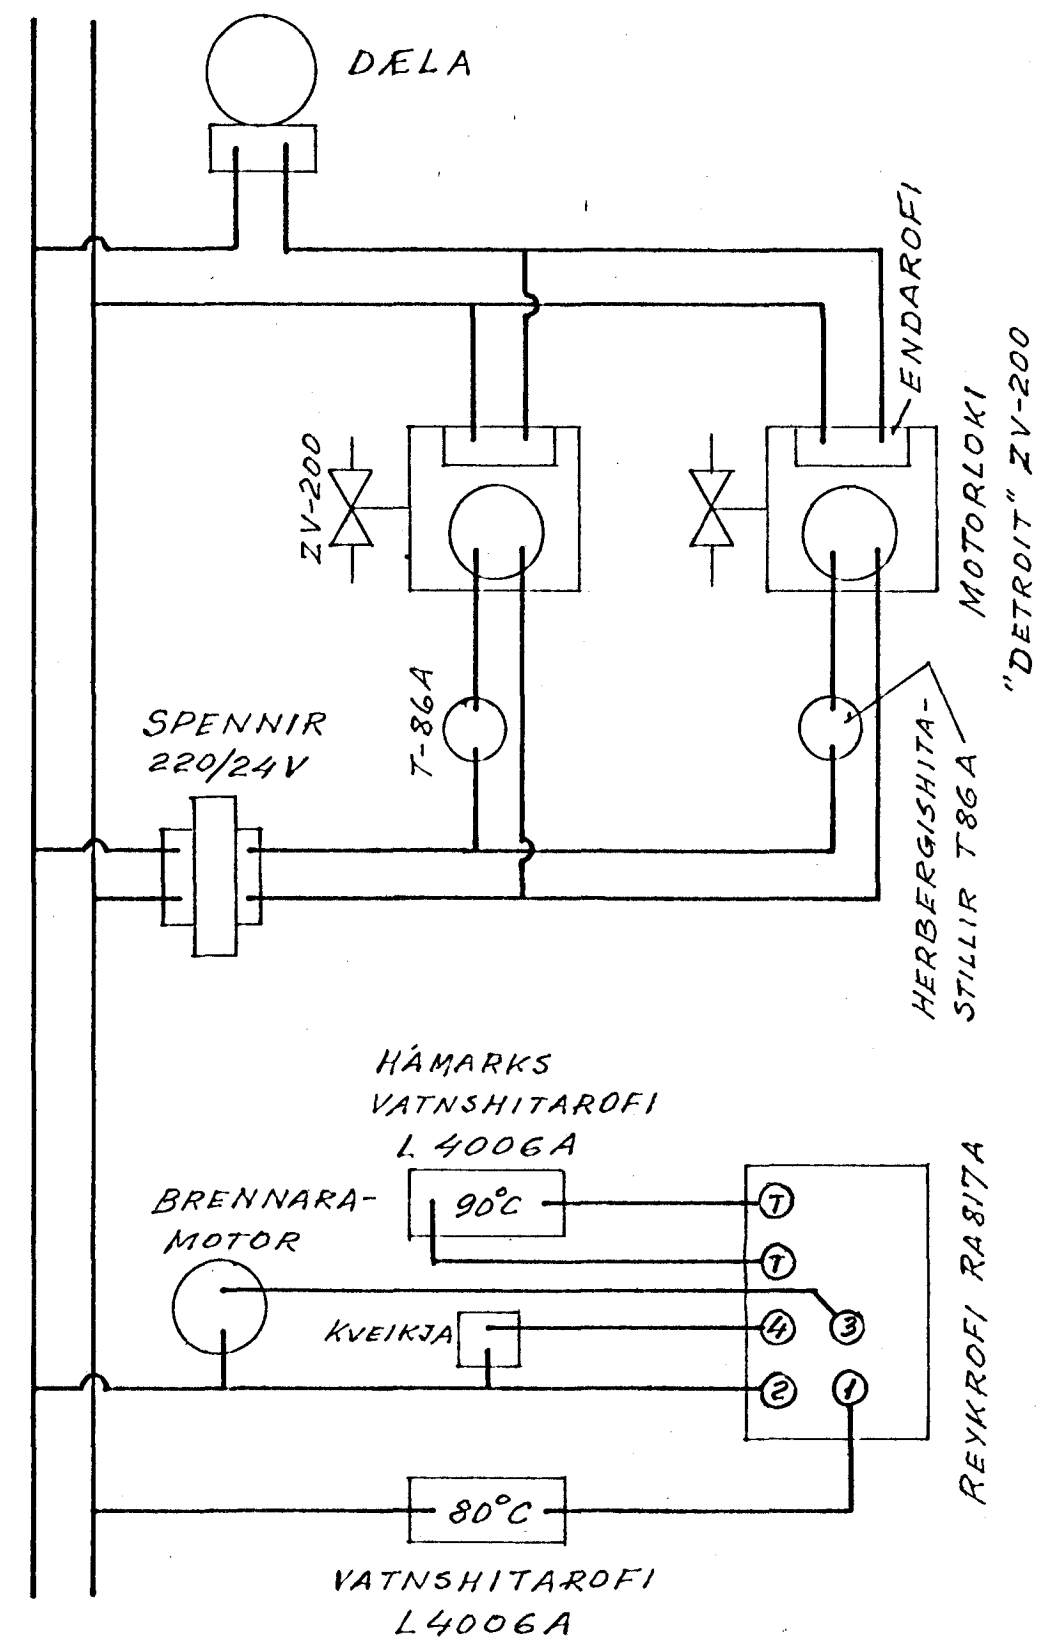 DÆLA
ENDAROFI
MOTORLOKI
"DETROIT" ZV-200
ZV-200
T-86A
SPENNIR
220/24V
HERBERGISHITA-
STILLIR T86A
HÁMARKS
VATNSHITAROFI
L4006A
90°C
T
T
BRENNARA-
MOTOR
KVEIKJA
4
3
2
1
REYKROFI RA817A
80°C
VATNSHITAROFI
L4006A